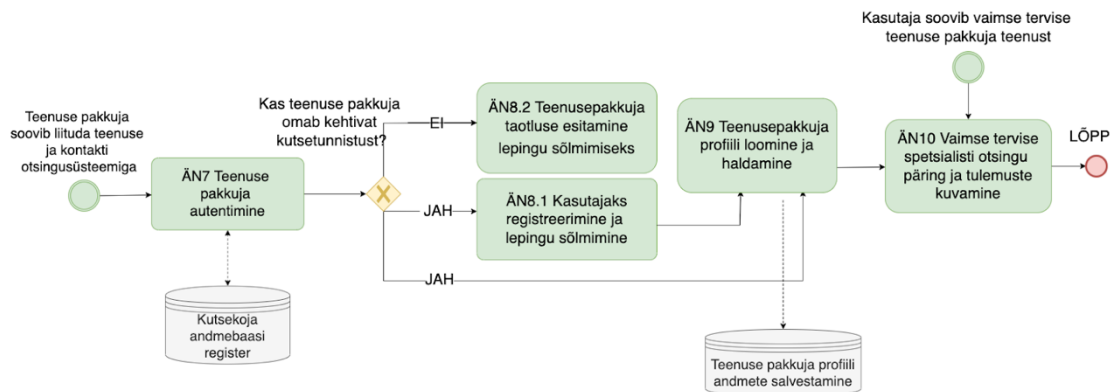 Teenuse pakkuja
soovib liituda teenuse
ja kontakti
otsingusüsteemiga
ÄN7 Teenuse
pakkuja
autentimine
Kutsekoja
andmebaasi
register
Kas teenuse pakkuja
omab kehtivat
kutsetunnistust?
EI
JAH
JAH
ÄN8.2 Teenusepakkuja
taotluse esitamine
lepingu sõlmimiseks
ÄN8.1 Kasutajaks
registreerimine ja
lepingu sõlmimine
ÄN9 Teenusepakkuja
profiili loomine ja
haldamine
Teenuse pakkuja profiili
andmete salvestamine
Kasutaja soovib vaimse tervise
teenuse pakkuja teenust
ÄN10 Vaimse tervise
spetsialisti otsingu
päring ja tulemuste
kuvamine
LÕPP